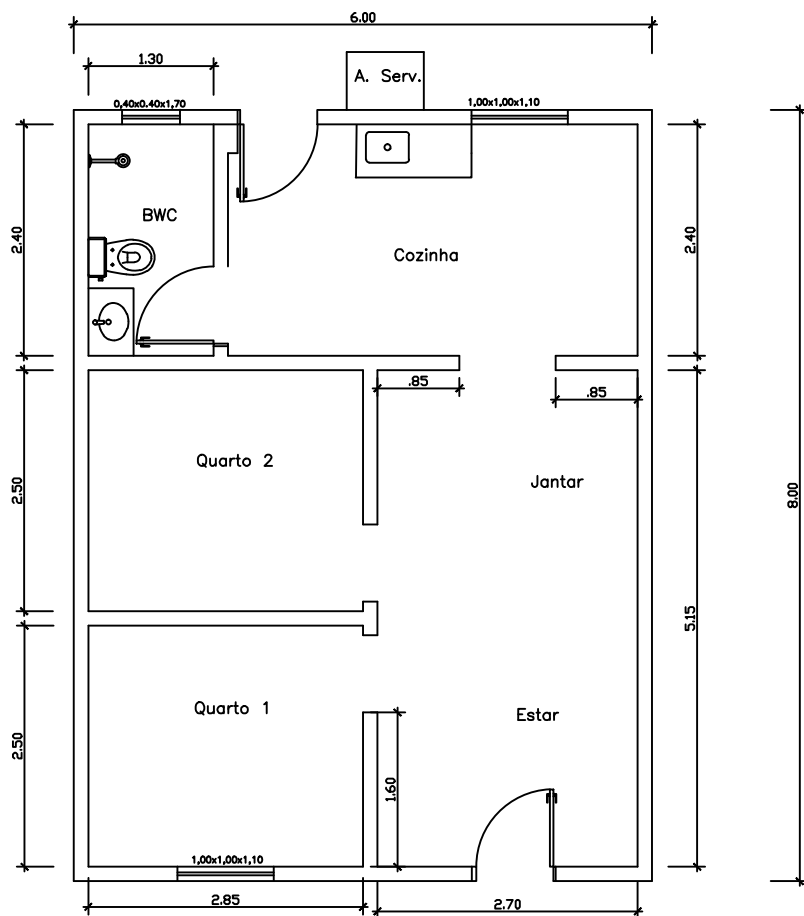 6.00
1.30
A. Serv.
0,40x0.40x1,70
1,00x1,00x1,10
BWC
2.40
2.40
Cozinha
.85
.85
Quarto 2
Jantar
2.50
8.00
5.15
Quarto 1
Estar
2.50
1.60
1,00x1,00x1,10
2.85
2.70